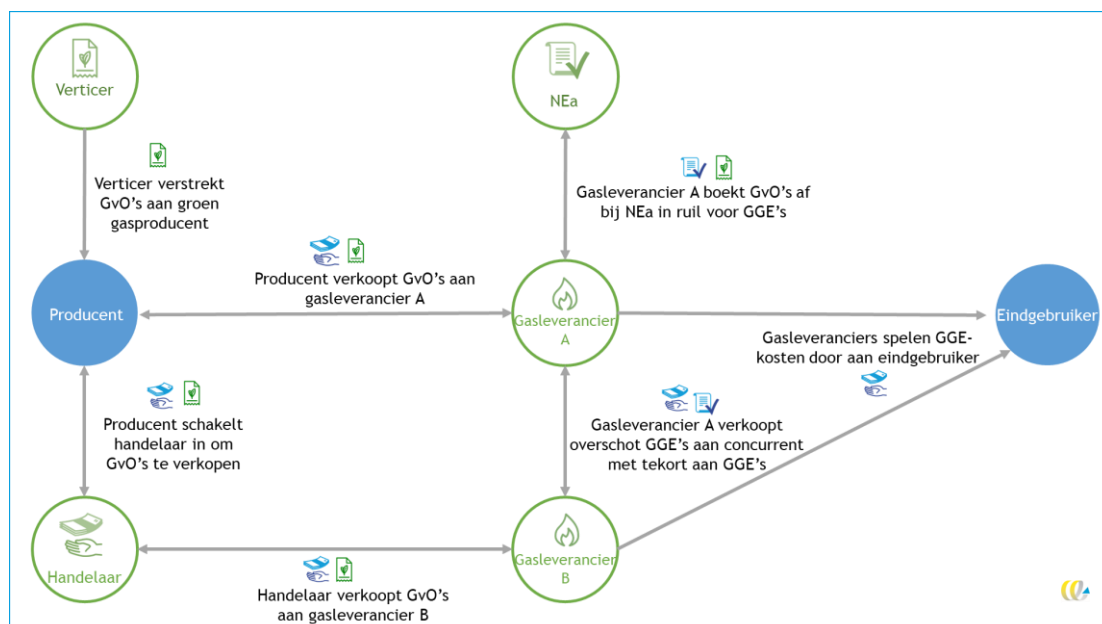 Verticer
NEa
Verticer verstrekt
GvO's aan groen
gasproducent
Gasleverancier A boekt GvO's af
bij NEa in ruil voor GGE's
Producent verkoopt GvO's aan
gasleverancier A
Producent
Gasleverancier
A
Eindgebruiker
Gasleveranciers spelen GGE-
kosten door aan eindgebruiker
Producent schakelt
handelaar in om
GvO's te verkopen
Gasleverancier A verkoopt
overschot GGE's aan concurrent
met tekort aan GGE's
Handelaar
Gasleverancier
B
Handelaar verkoopt GvO's
aan gasleverancier B